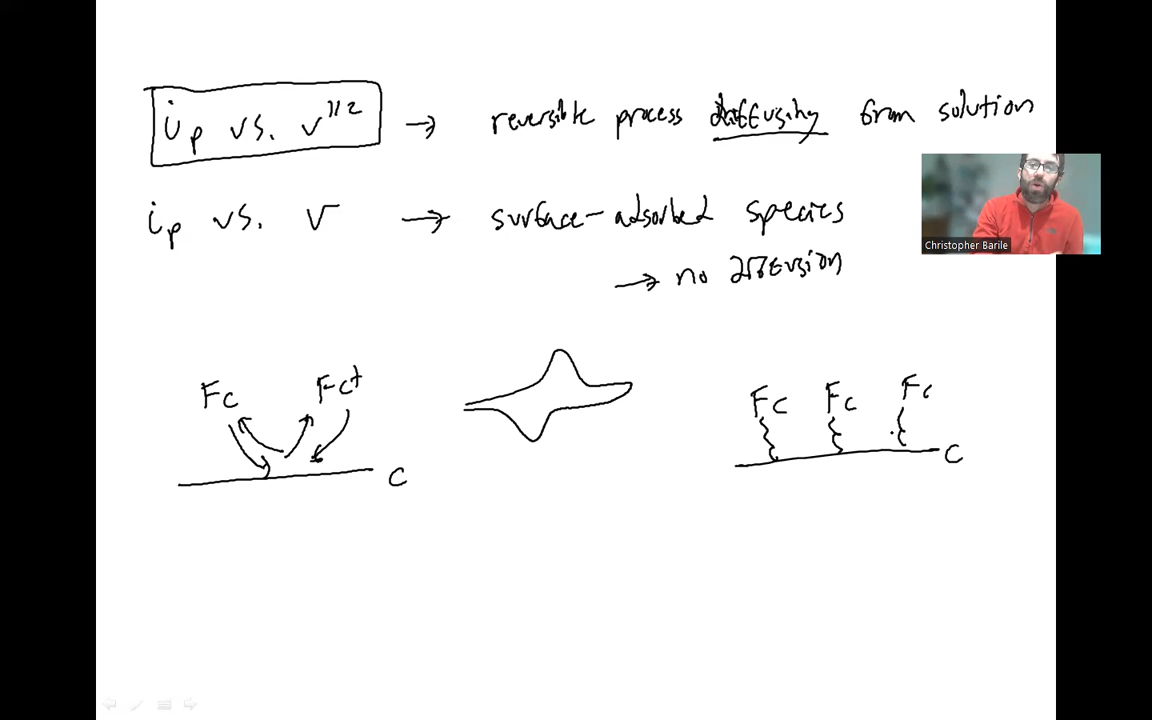 ip vs. v^1/2 → reversible process diffusing from solution
ip vs. v → surface-adsorbed species
→ no diffusion
Christopher Barile
Fc Fc+
C
Fc Fc Fc
C